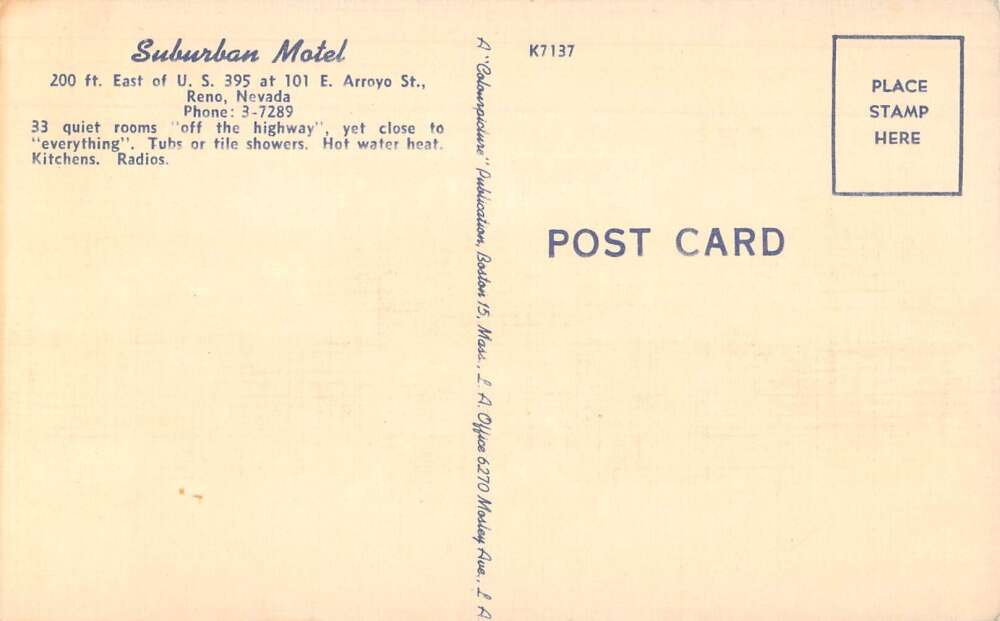 Suburban Motel
200 ft. East of U. S. 395 at 101 E. Arroyo St.,
Reno, Nevada
Phone: 3-7289
33 quiet rooms "off the highway", yet close to
"everything". Tubs or tile showers. Hot water heat.
Kitchens. Radios.
A "Colourpicture" Publication, Boston 15, Mass., L. A. Office 6270 Mosley Ave., L A
K7137
PLACE
STAMP
HERE
POST CARD